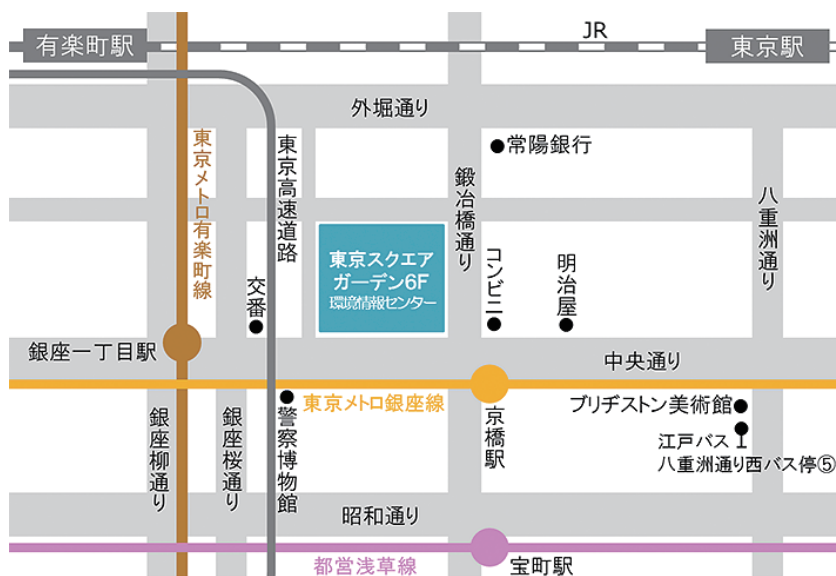 有楽町駅
JR
東京駅
外堀通り
東京メトロ有楽町線
東京高速道路
常陽銀行
鍛冶橋通り
八重洲通り
東京スクエア
ガーデン6F
環境情報センター
交番
コンビニ
明治屋
銀座一丁目駅
中央通り
東京メトロ銀座線
京橋駅
ブリヂストン美術館
江戸バス
八重洲通り西バス停⑤
銀座柳通り
銀座桜通り
警察博物館
昭和通り
都営浅草線
宝町駅